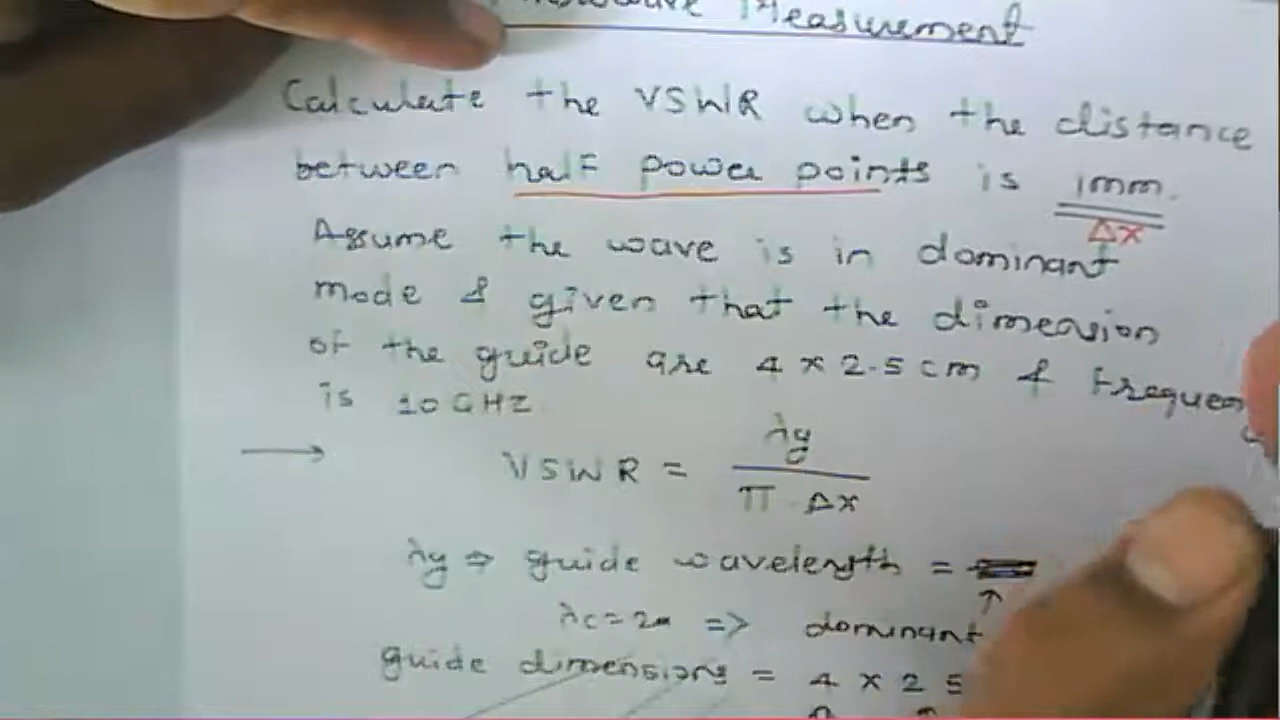 Measurement
Calculate the VSWR when the distance
between half power points is 1mm.
Δx
Assume the wave is in dominant
mode & given that the dimension
of the guide are 4 x 2.5 cm &
is 10 GHZ
→ VSWR = λg / π · Δx
λg ⇒ guide wavelength =
↑
λc = 2m => dominant
guide dimensions = 4 x 2 5